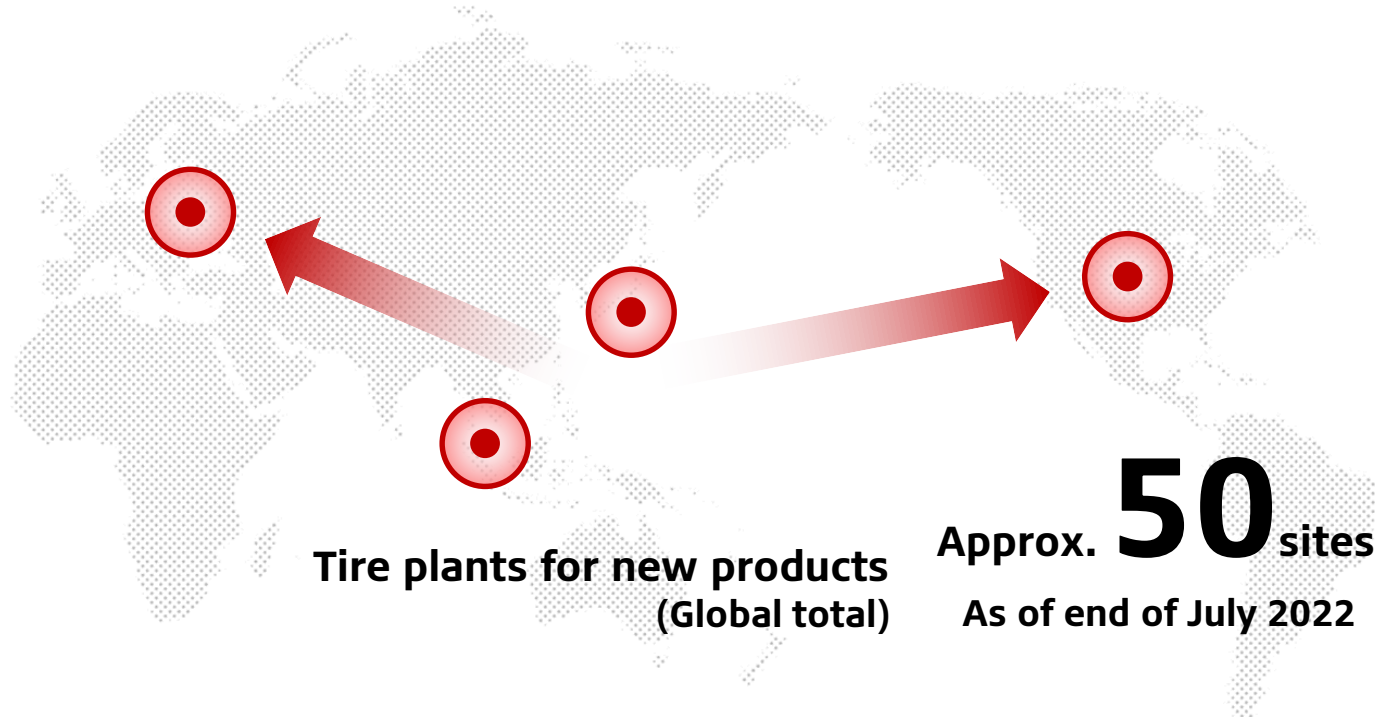 Tire plants for new products
(Global total)
Approx. 50 sites
As of end of July 2022